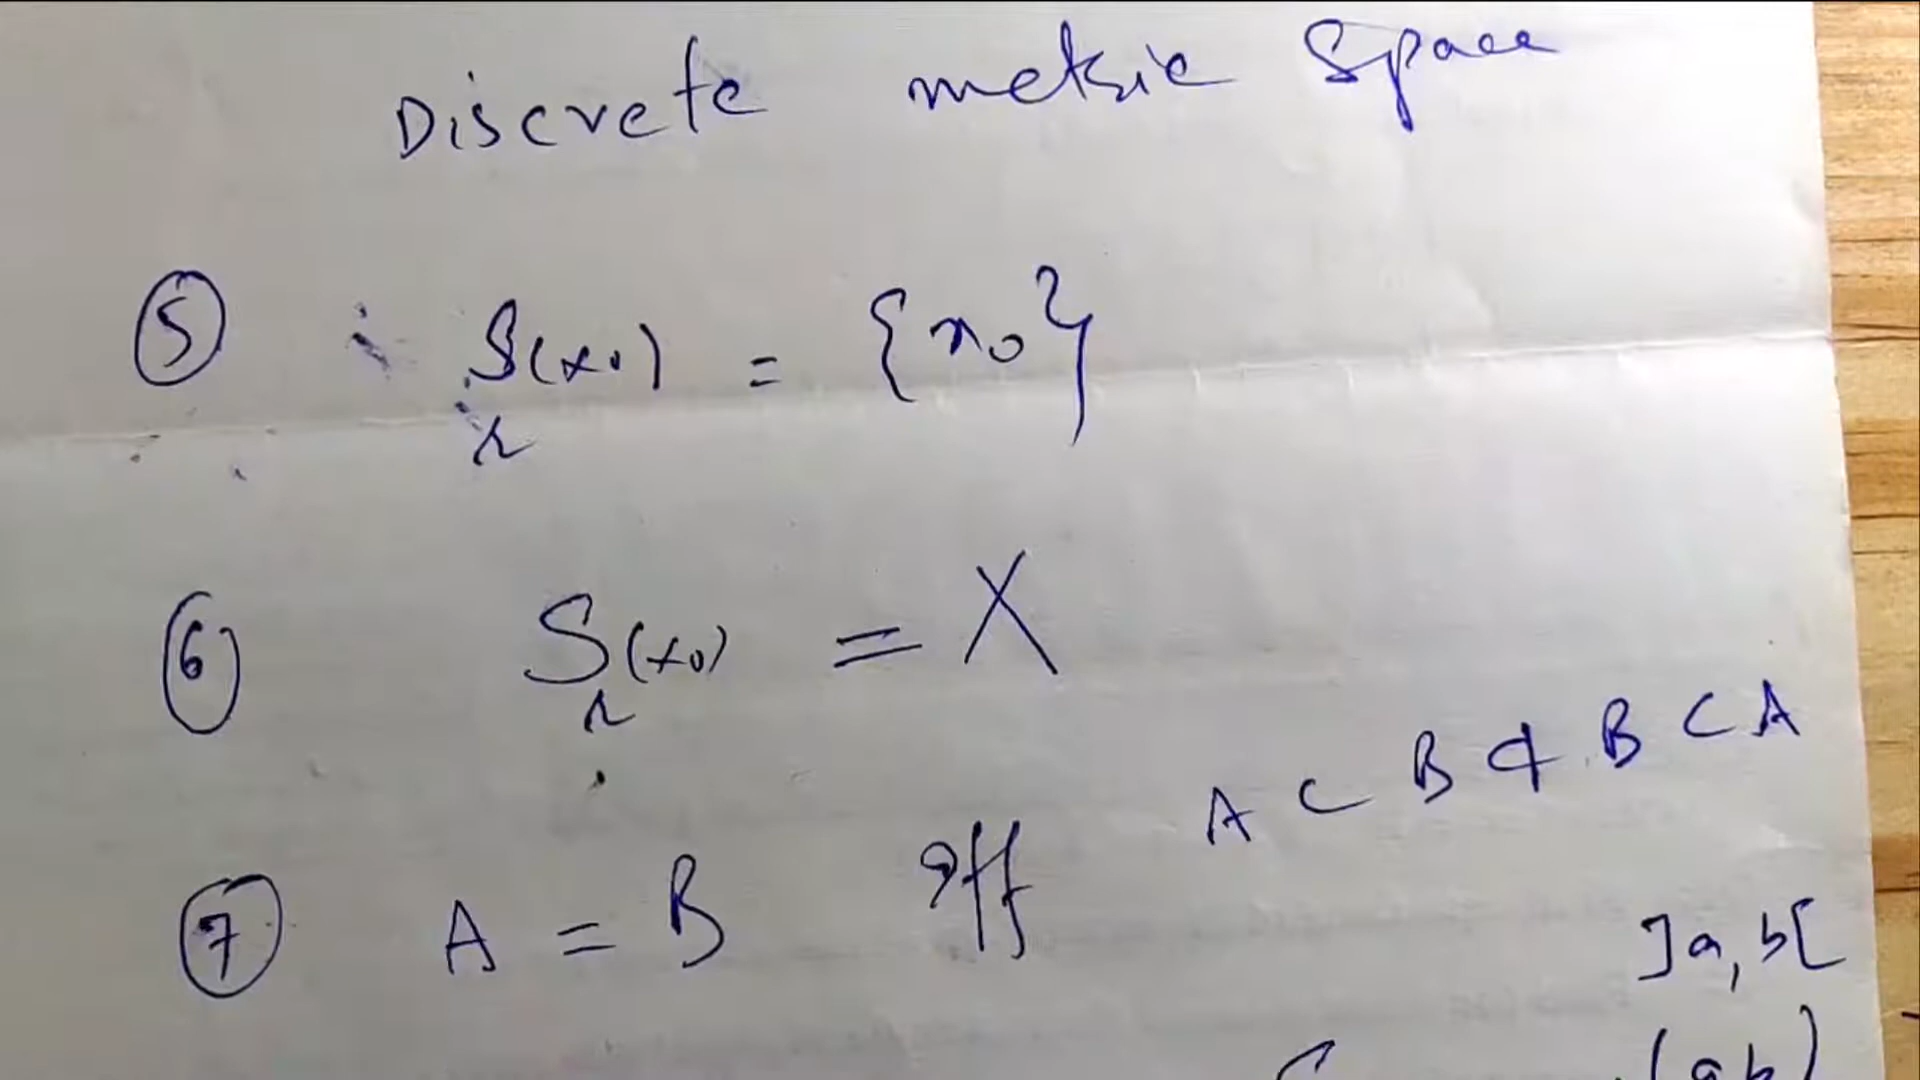 Discrete metric Space
⑤ S_r(x₀) = {x₀}
⑥ S_r(x₀) = X
A ⊂ B & B ⊂ A
⑦ A = B iff
]a, b[
(a b)